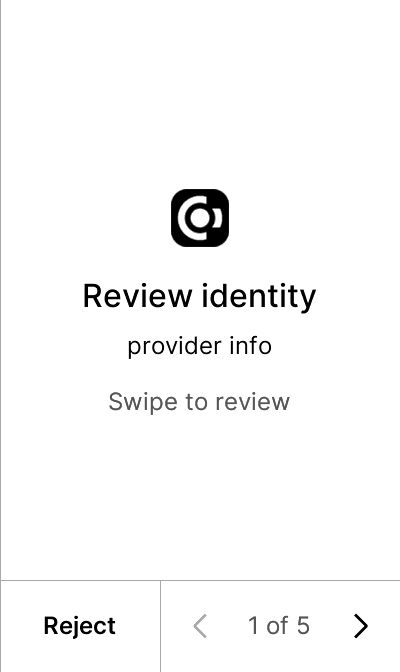 Review identity
provider info
Swipe to review
Reject
1 of 5